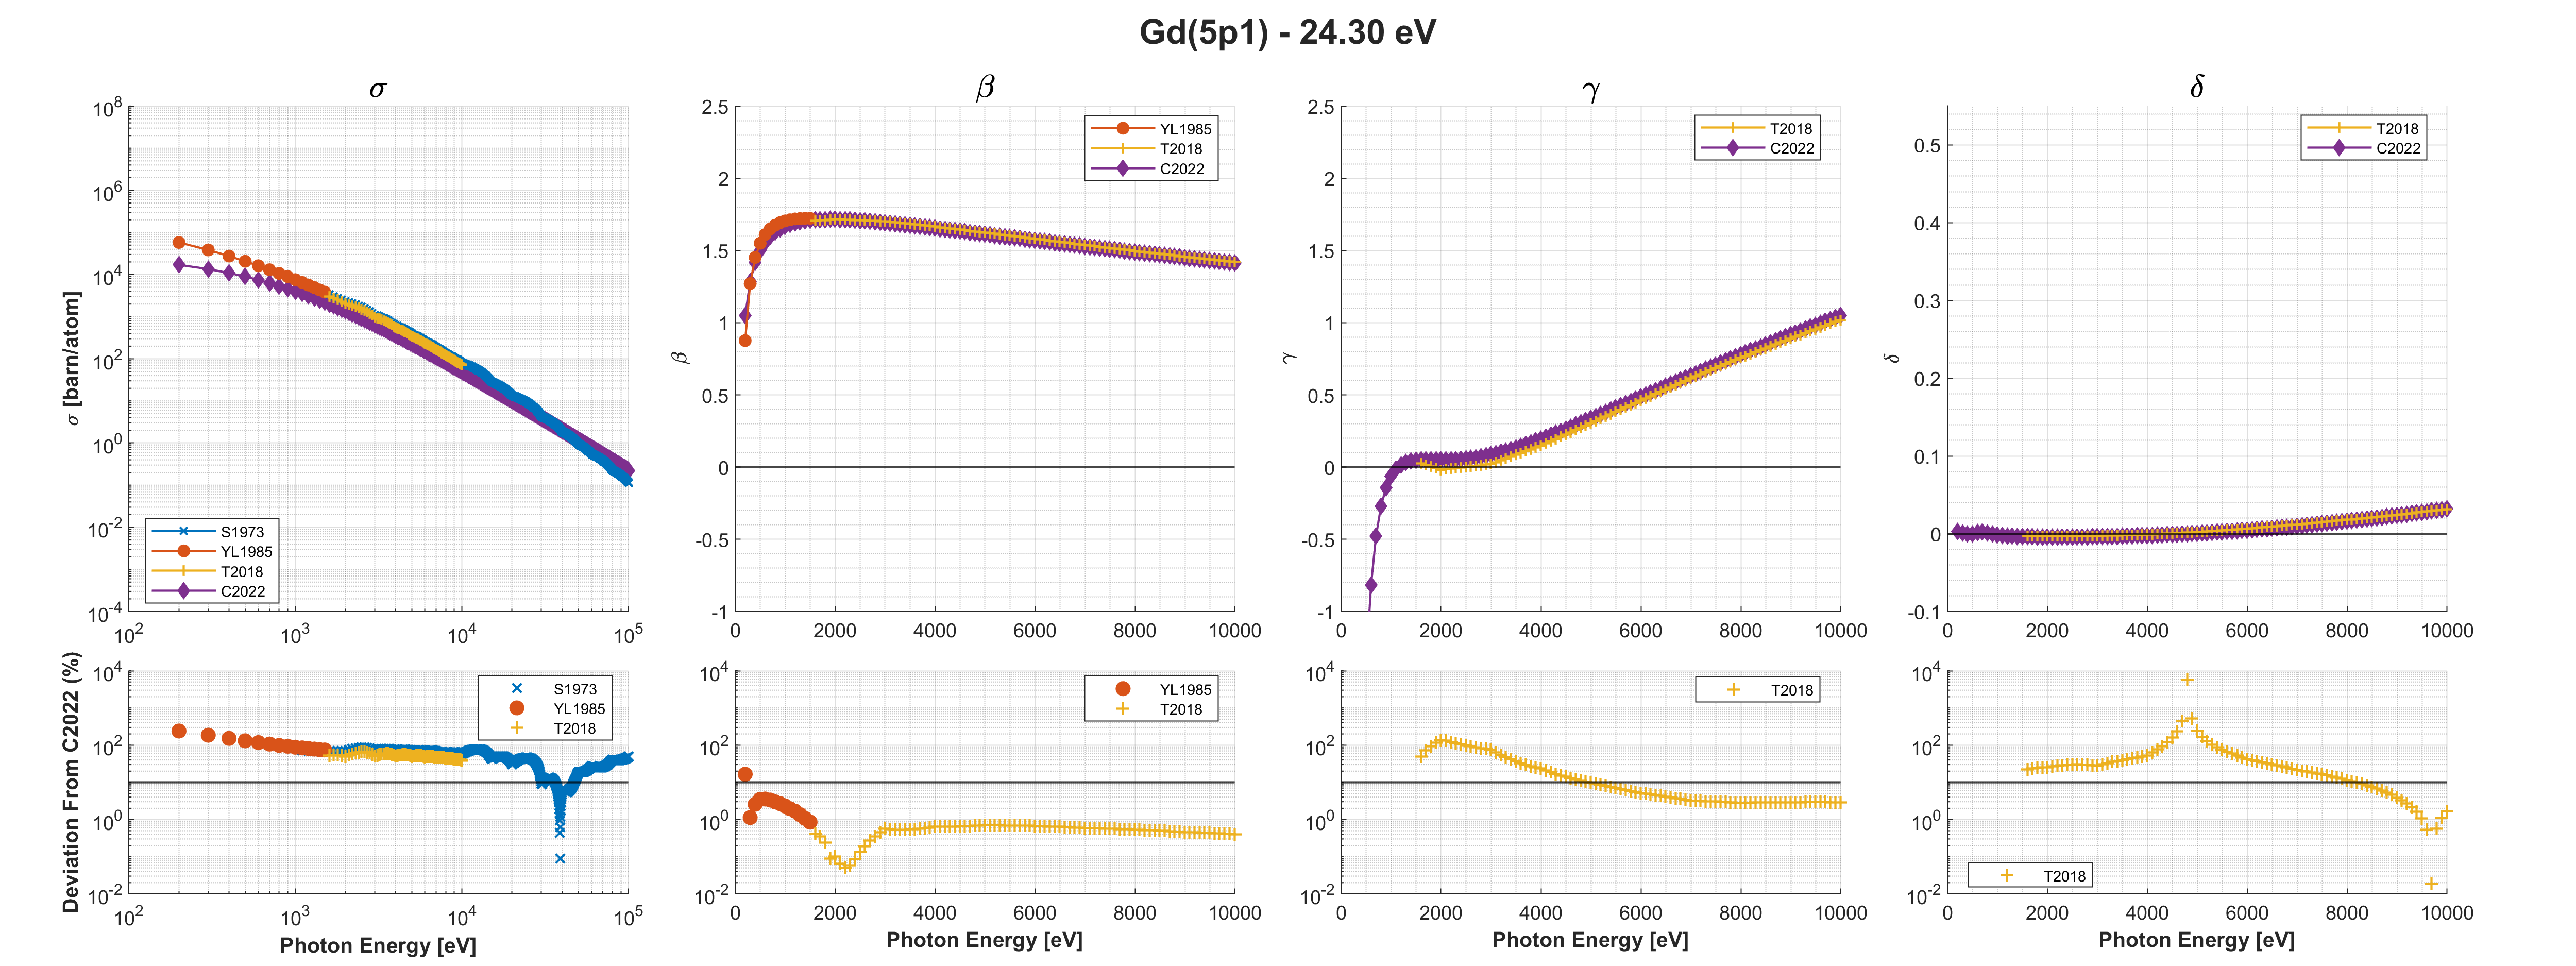 Gd(5p1) - 24.30 eV
σ
σ [barn/atom]
10^8
10^6
10^4
10^2
10^0
10^-2
10^-4
10^2
10^3
10^4
10^5
S1973
YL1985
T2018
C2022
β
β
2.5
2
1.5
1
0.5
0
-0.5
-1
0
2000
4000
6000
8000
10000
YL1985
T2018
C2022
γ
γ
2.5
2
1.5
1
0.5
0
-0.5
-1
0
2000
4000
6000
8000
10000
T2018
C2022
δ
δ
0.5
0.4
0.3
0.2
0.1
0
-0.1
0
2000
4000
6000
8000
10000
T2018
C2022
Deviation From C2022 (%)
10^4
10^2
10^0
10^-2
10^2
10^3
10^4
10^5
S1973
YL1985
T2018
Photon Energy [eV]
10^4
10^2
10^0
10^-2
0
2000
4000
6000
8000
10000
YL1985
T2018
Photon Energy [eV]
10^4
10^2
10^0
10^-2
0
2000
4000
6000
8000
10000
T2018
Photon Energy [eV]
10^4
10^2
10^0
10^-2
0
2000
4000
6000
8000
10000
T2018
Photon Energy [eV]